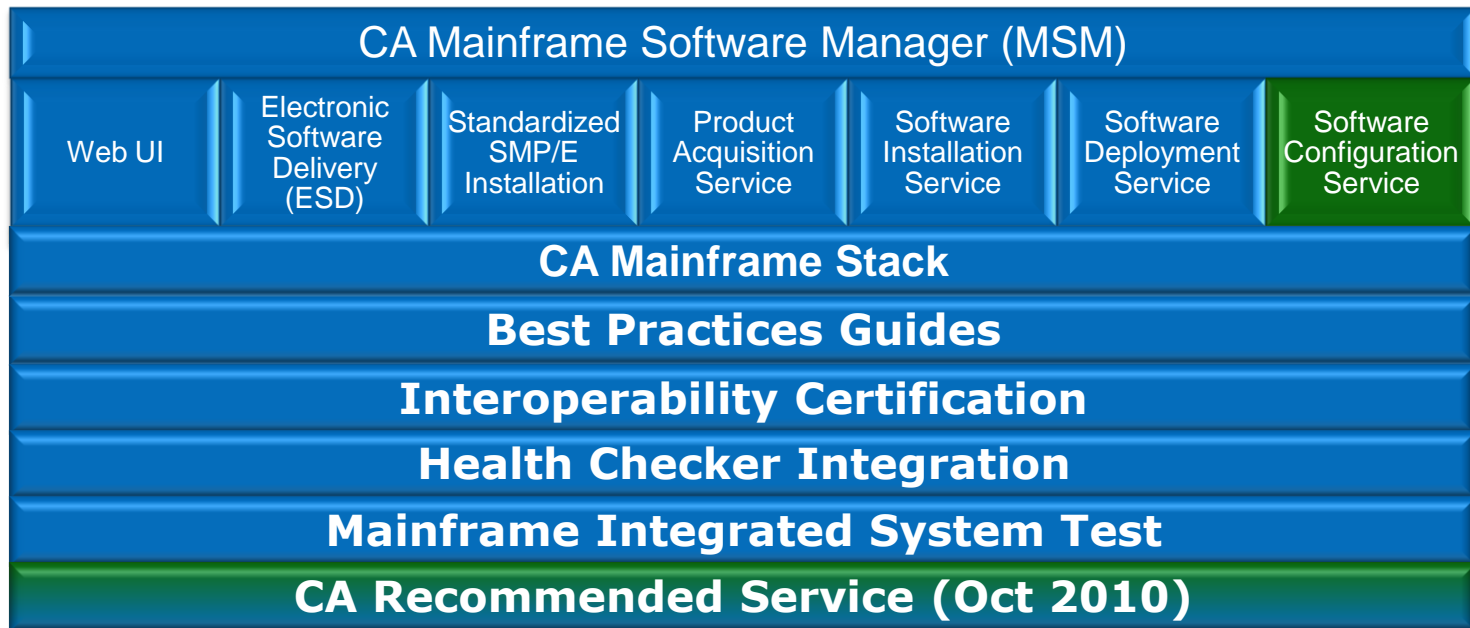 CA Mainframe Software Manager (MSM)
Web UI
Electronic
Software
Delivery
(ESD)
Standardized
SMP/E
Installation
Product
Acquisition
Service
Software
Installation
Service
Software
Deployment
Service
Software
Configuration
Service
CA Mainframe Stack
Best Practices Guides
Interoperability Certification
Health Checker Integration
Mainframe Integrated System Test
CA Recommended Service (Oct 2010)